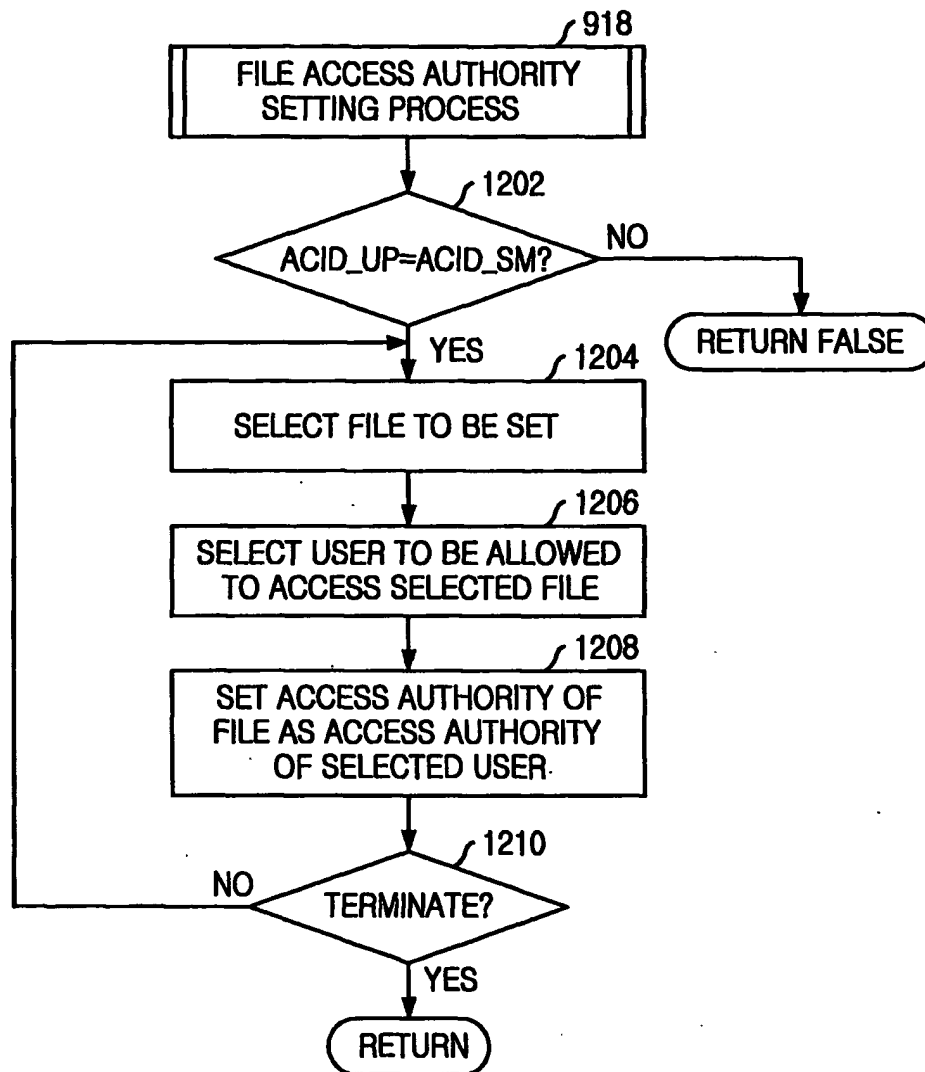 918
FILE ACCESS AUTHORITY
SETTING PROCESS
1202
ACID_UP=ACID_SM?
NO
RETURN FALSE
YES
1204
SELECT FILE TO BE SET
1206
SELECT USER TO BE ALLOWED
TO ACCESS SELECTED FILE
1208
SET ACCESS AUTHORITY OF
FILE AS ACCESS AUTHORITY
OF SELECTED USER
1210
NO
TERMINATE?
YES
RETURN